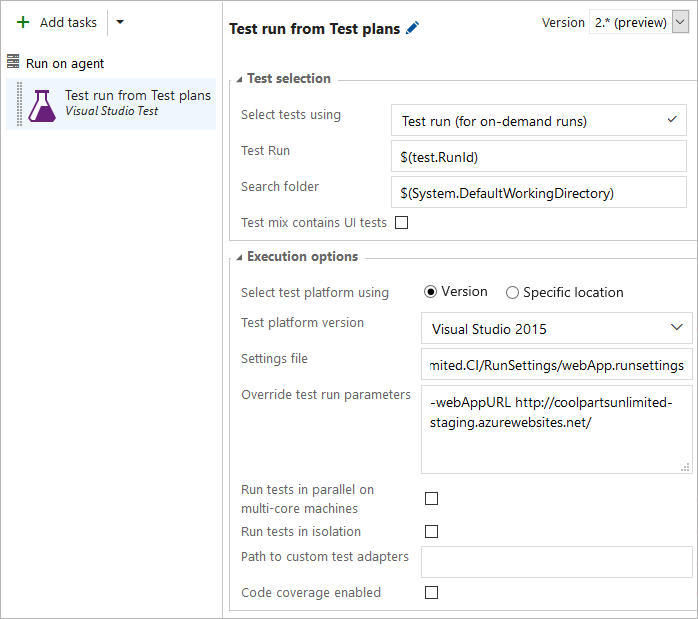 Add tasks
Run on agent
Test run from Test plans
Visual Studio Test
Test run from Test plans
Version 2.* (preview)
Test selection
Select tests using Test run (for on-demand runs)
Test Run $(test.RunId)
Search folder $(System.DefaultWorkingDirectory)
Test mix contains UI tests
Execution options
Select test platform using Version Specific location
Test platform version Visual Studio 2015
Settings file mited.CI/RunSettings/webApp.runsettings
Override test run parameters -webAppURL http://coolpartsunlimited-
staging.azurewebsites.net/
Run tests in parallel on
multi-core machines
Run tests in isolation
Path to custom test adapters
Code coverage enabled